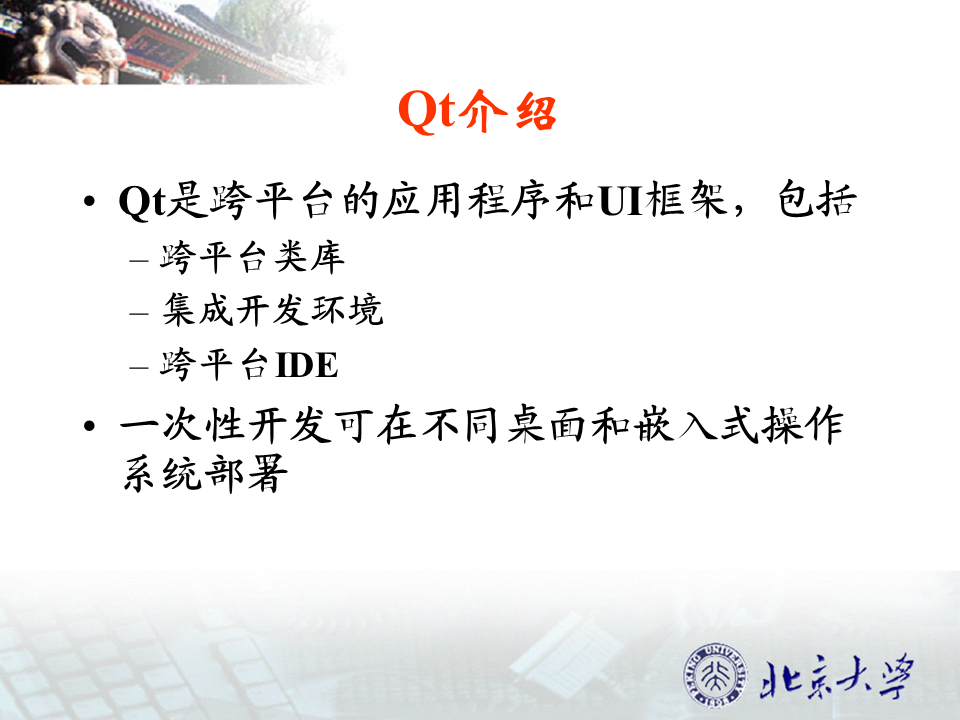 Qt介绍
• Qt是跨平台的应用程序和UI框架，包括
– 跨平台类库
– 集成开发环境
– 跨平台IDE
• 一次性开发可在不同桌面和嵌入式操作
系统部署
PEKING UNIVERSITY
1898
北京大学